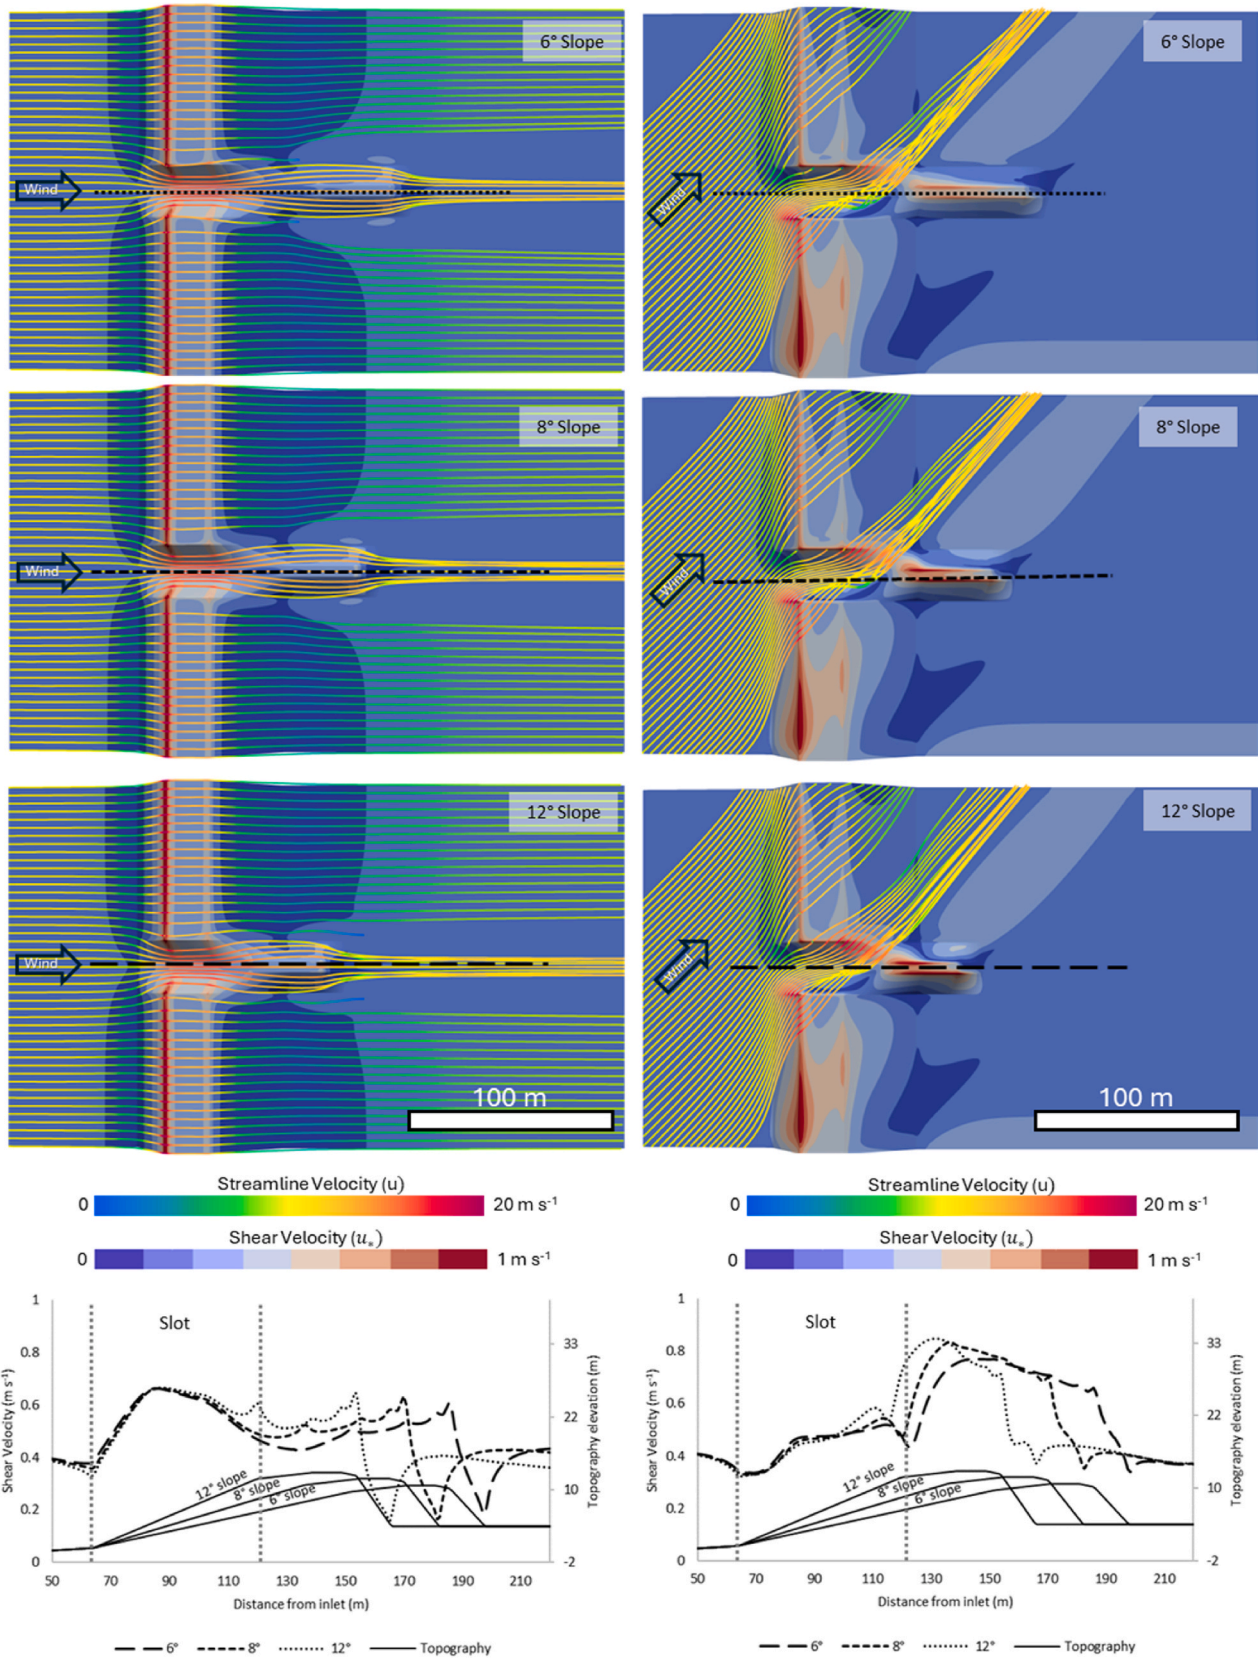 6° Slope
6° Slope
Wind
Wind
8° Slope
8° Slope
Wind
Wind
12° Slope
12° Slope
Wind
Wind
100 m
100 m
Streamline Velocity (u)
0
20 m s⁻¹
Shear Velocity (u*)
0
1 m s⁻¹
Streamline Velocity (u)
0
20 m s⁻¹
Shear Velocity (u*)
0
1 m s⁻¹
Slot
Shear Velocity (m s⁻¹)
1
0.8
0.6
0.4
0.2
0
Topography elevation (m)
33
22
10
-2
12° slope
8° slope
6° slope
50 70 90 110 130 150 170 190 210
Distance from inlet (m)
6° 8° 12° Topography
Slot
Shear Velocity (m s⁻¹)
1
0.8
0.6
0.4
0.2
0
Topography elevation (m)
33
22
10
-2
12° slope
8° slope
6° slope
50 70 90 110 130 150 170 190 210
Distance from inlet (m)
6° 8° 12° Topography